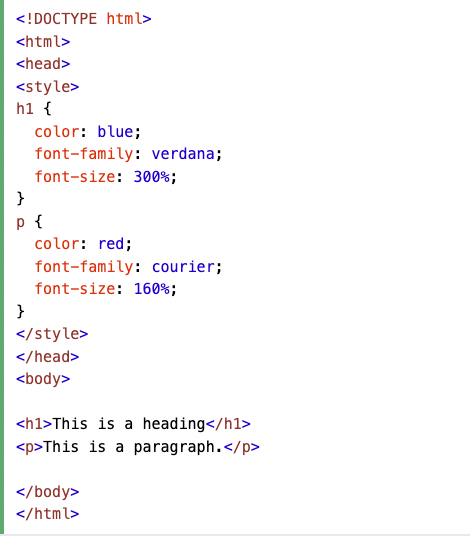 <!DOCTYPE html>
<html>
<head>
<style>
h1 {
  color: blue;
  font-family: verdana;
  font-size: 300%;
}
p {
  color: red;
  font-family: courier;
  font-size: 160%;
}
</style>
</head>
<body>

<h1>This is a heading</h1>
<p>This is a paragraph.</p>

</body>
</html>